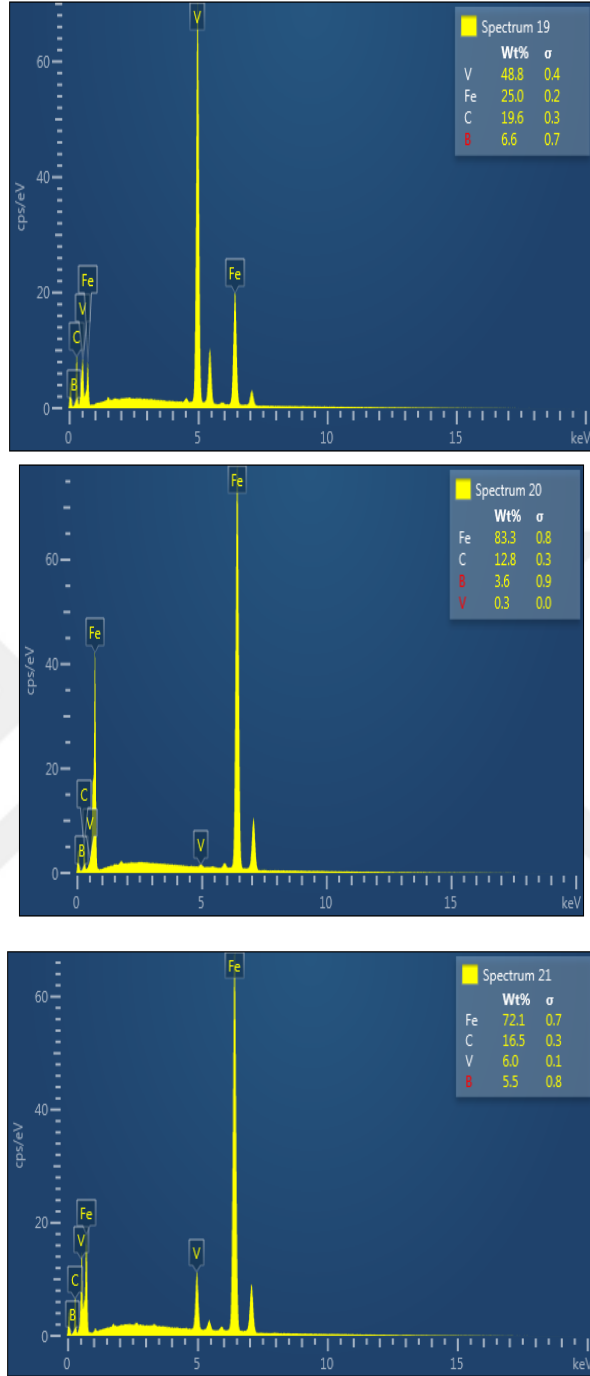 Spectrum 19
Wt% σ
V 48.8 0.4
Fe 25.0 0.2
C 19.6 0.3
B 6.6 0.7
V
60
40
cps/eV
Fe
Fe
20
V
C
B
0
0 5 10 15 keV
Spectrum 20
Wt% σ
Fe 83.3 0.8
C 12.8 0.3
B 3.6 0.9
V 0.3 0.0
Fe
60
Fe
40
cps/eV
20
C
V
B
V
0
0 5 10 15 keV
Spectrum 21
Wt% σ
Fe 72.1 0.7
C 16.5 0.3
V 6.0 0.1
B 5.5 0.8
Fe
60
40
cps/eV
20
Fe
V
V
C
B
0
0 5 10 15 keV